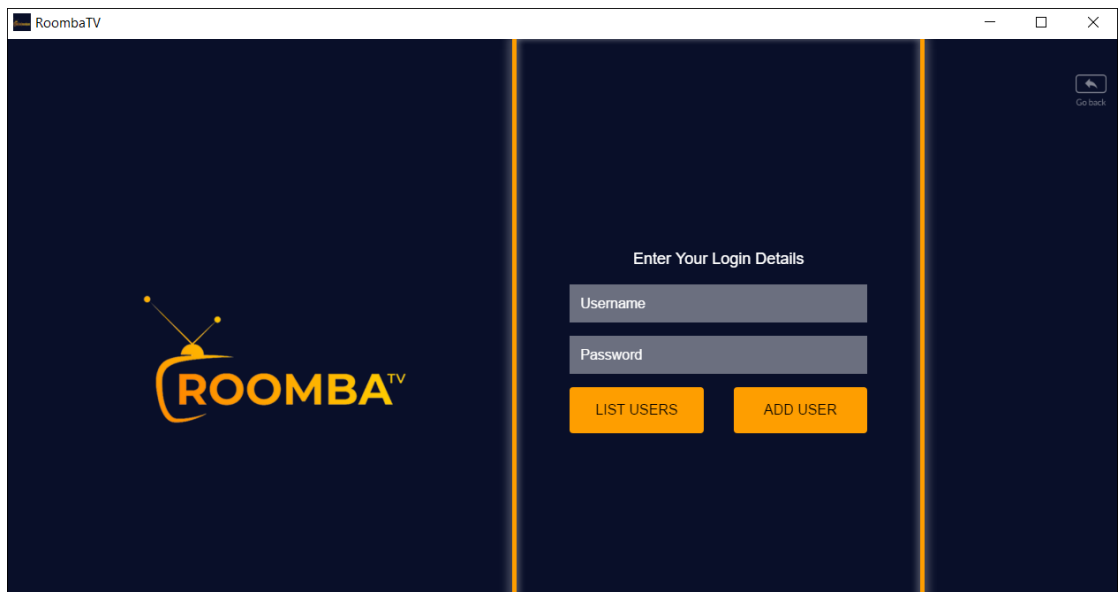 RoombaTV
Go back
Enter Your Login Details
Username
Password
LIST USERS
ADD USER
ROOMBA TV